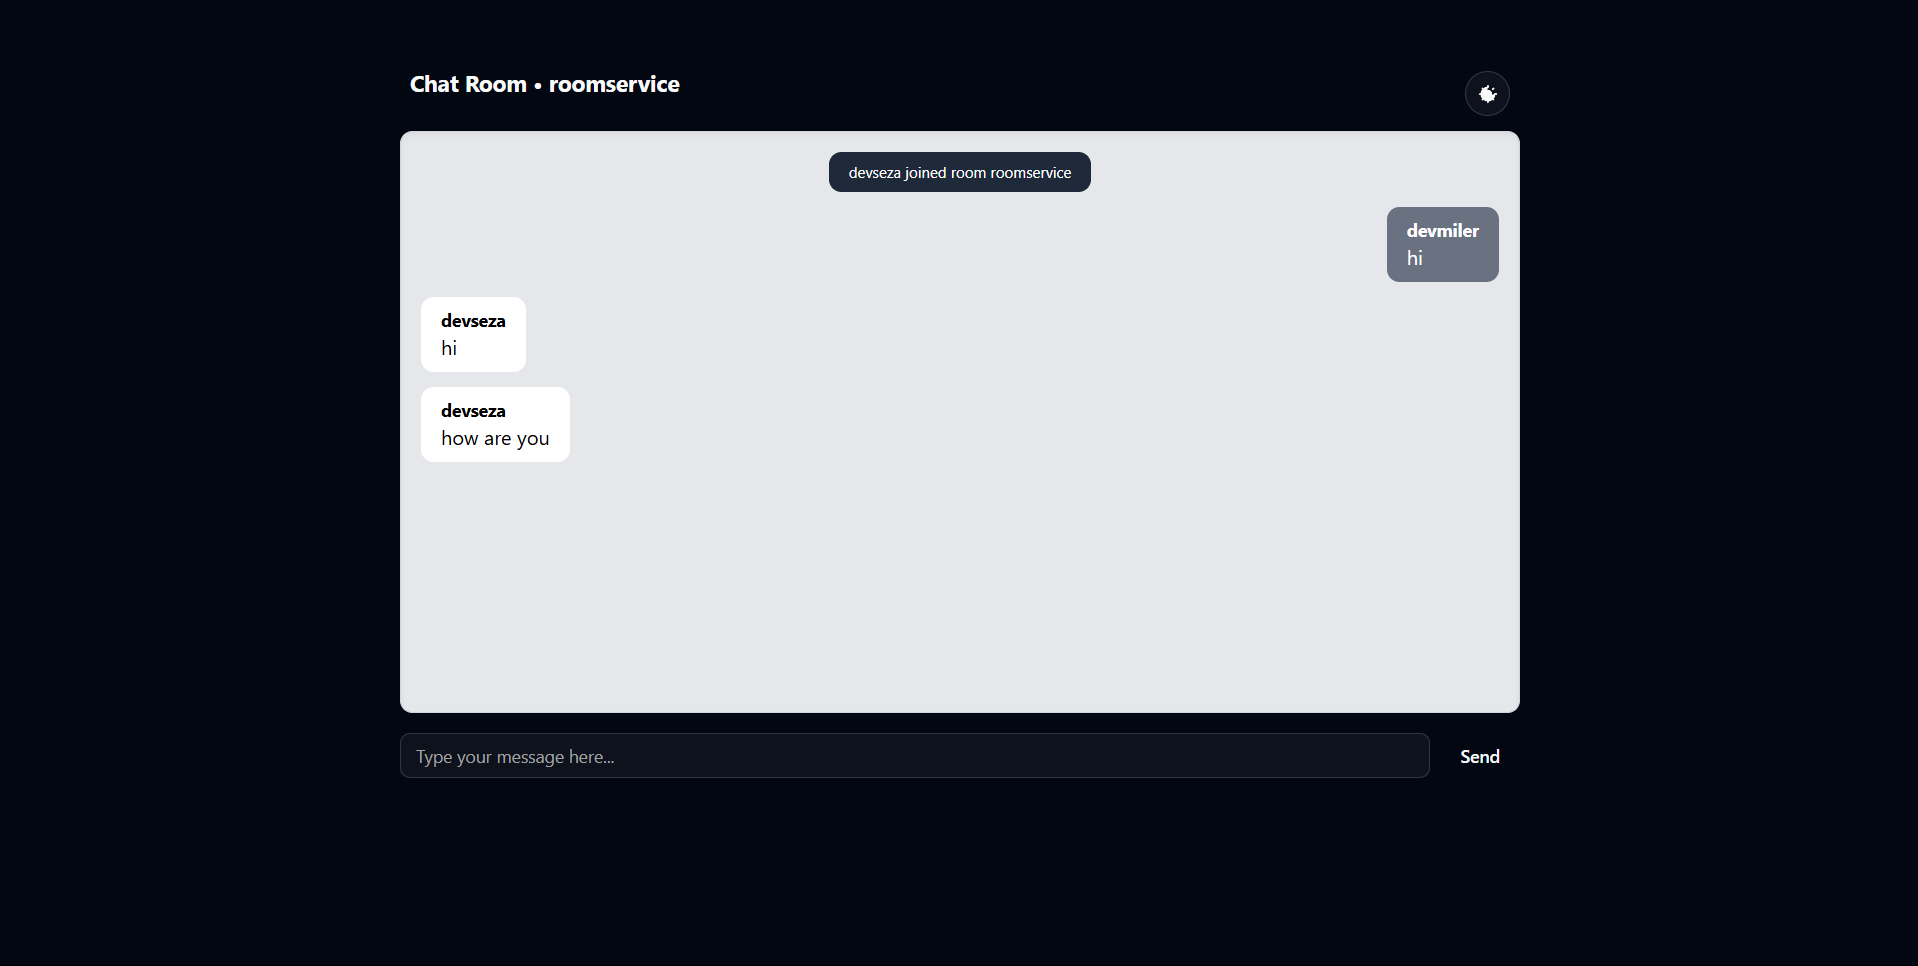 Chat Room • roomservice
devseza joined room roomservice
devmiler
hi
devseza
hi
devseza
how are you
Type your message here...
Send